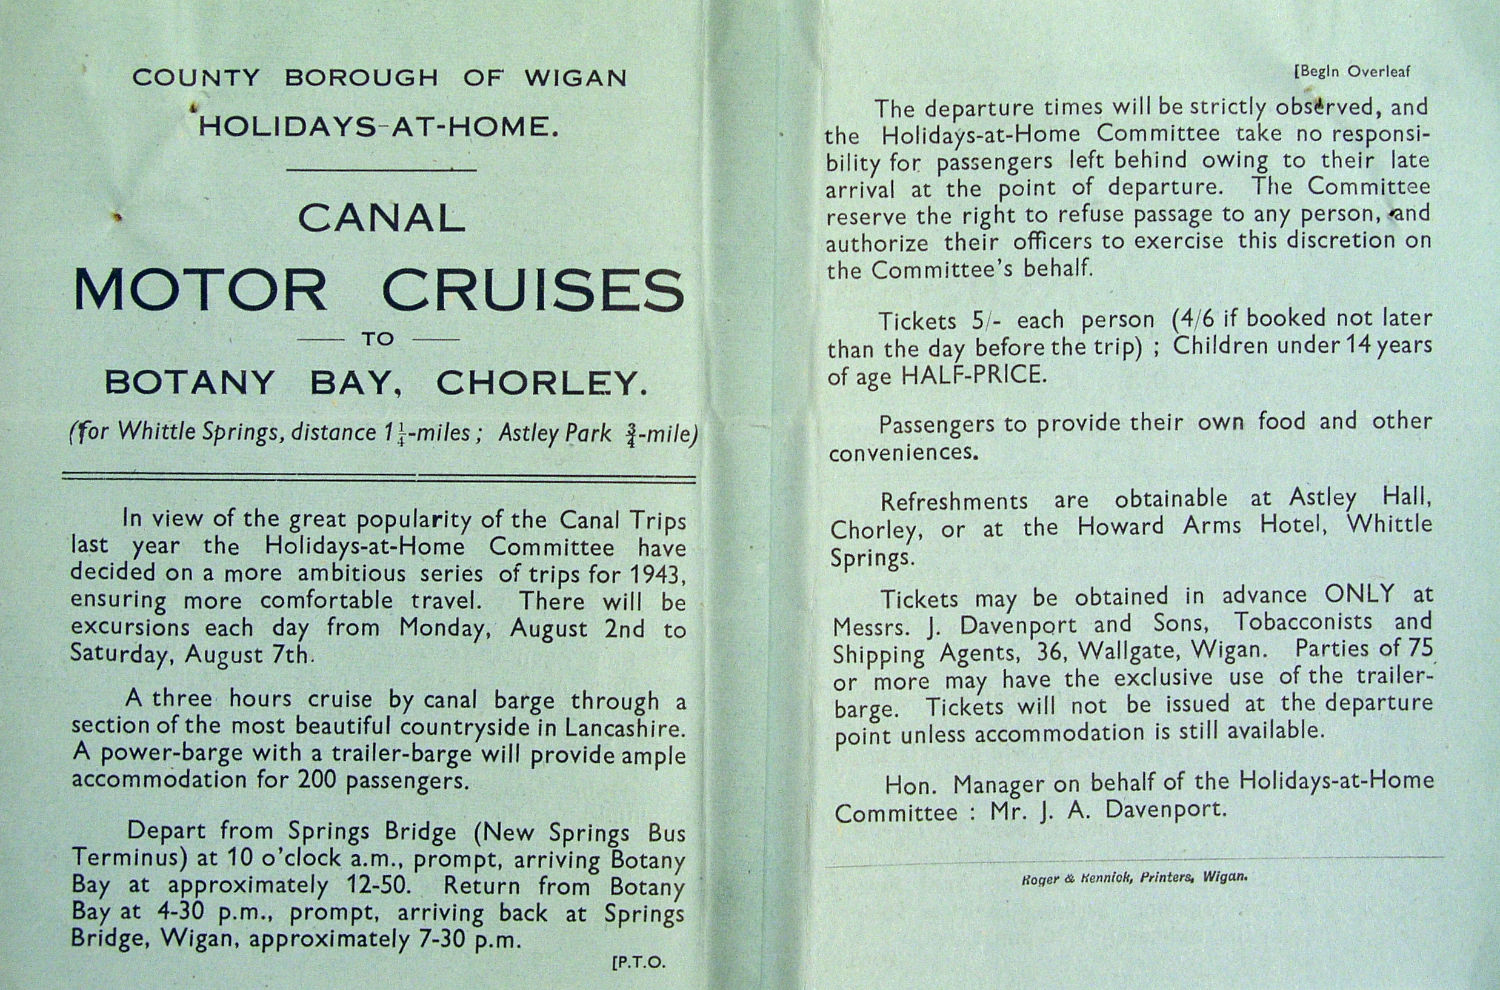 COUNTY BOROUGH OF WIGAN
HOLIDAYS-AT-HOME.
CANAL
MOTOR CRUISES
TO
BOTANY BAY, CHORLEY.
(for Whittle Springs, distance 1¼-miles; Astley Park ¾-mile)
In view of the great popularity of the Canal Trips
last year the Holidays-at-Home Committee have
decided on a more ambitious series of trips for 1943,
ensuring more comfortable travel. There will be
excursions each day from Monday, August 2nd to
Saturday, August 7th.
A three hours cruise by canal barge through a
section of the most beautiful countryside in Lancashire.
A power-barge with a trailer-barge will provide ample
accommodation for 200 passengers.
Depart from Springs Bridge (New Springs Bus
Terminus) at 10 o'clock a.m., prompt, arriving Botany
Bay at approximately 12-50. Return from Botany
Bay at 4-30 p.m., prompt, arriving back at Springs
Bridge, Wigan, approximately 7-30 p.m.
[P.T.O.
[Begin Overleaf
The departure times will be strictly observed, and
the Holidays-at-Home Committee take no responsi-
bility for passengers left behind owing to their late
arrival at the point of departure. The Committee
reserve the right to refuse passage to any person, and
authorize their officers to exercise this discretion on
the Committee's behalf.
Tickets 5/- each person (4/6 if booked not later
than the day before the trip) ; Children under 14 years
of age HALF-PRICE.
Passengers to provide their own food and other
conveniences.
Refreshments are obtainable at Astley Hall,
Chorley, or at the Howard Arms Hotel, Whittle
Springs.
Tickets may be obtained in advance ONLY at
Messrs. J. Davenport and Sons, Tobacconists and
Shipping Agents, 36, Wallgate, Wigan. Parties of 75
or more may have the exclusive use of the trailer-
barge. Tickets will not be issued at the departure
point unless accommodation is still available.
Hon. Manager on behalf of the Holidays-at-Home
Committee : Mr. J. A. Davenport.
Roger & Rennick, Printers, Wigan.